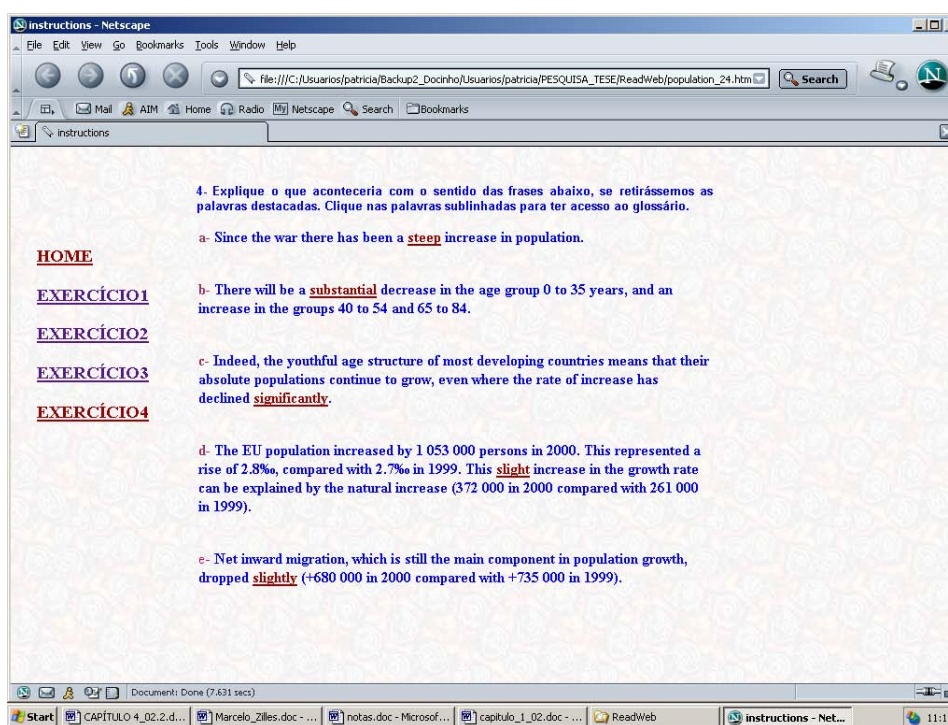 instructions - Netscape
File Edit View Go Bookmarks Tools Window Help
file:///C:/Usuarios/patricia/Backup2_Docinho/Usuarios/patricia/PESQUISA_TESE/ReadWeb/population_24.htm Search
Mail AIM Home Radio My Netscape Search Bookmarks
instructions
4- Explique o que aconteceria com o sentido das frases abaixo, se retirássemos as
palavras destacadas. Clique nas palavras sublinhadas para ter acesso ao glossário.
HOME
EXERCÍCIO1
EXERCÍCIO2
EXERCÍCIO3
EXERCÍCIO4
a- Since the war there has been a steep increase in population.
b- There will be a substantial decrease in the age group 0 to 35 years, and an
increase in the groups 40 to 54 and 65 to 84.
c- Indeed, the youthful age structure of most developing countries means that their
absolute populations continue to grow, even where the rate of increase has
declined significantly.
d- The EU population increased by 1 053 000 persons in 2000. This represented a
rise of 2.8‰, compared with 2.7‰ in 1999. This slight increase in the growth rate
can be explained by the natural increase (372 000 in 2000 compared with 261 000
in 1999).
e- Net inward migration, which is still the main component in population growth,
dropped slightly (+680 000 in 2000 compared with +735 000 in 1999).
Document: Done (7.631 secs)
Start CAPÍTULO 4_02.2.d... Marcelo_Zilles.doc - ... notas.doc - Microsof... capitulo_1_02.doc - ... ReadWeb instructions - Net...